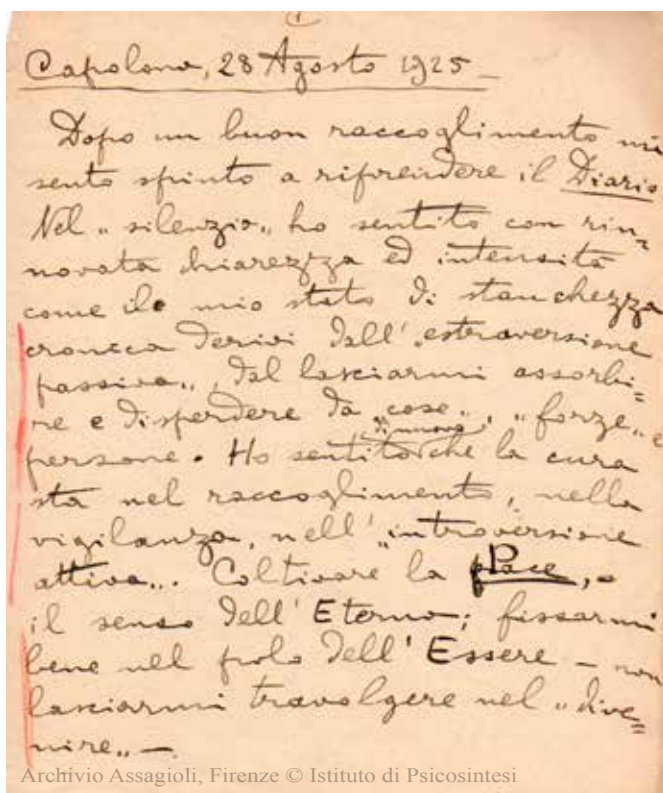 Capolona, 28 Agosto 1925 —
Dopo un buon raccoglimento mi
sento spinto a riprendere il Diario
Nel „silenzio„ ho sentito con rin=
novata chiarezza ed intensità
come il mio stato di stanchezza
cronica derivi dall'„estraversione
passiva„, dal lasciarmi assorbi=
re e disperdere da „cose„, „forze„ e
persone. Ho sentito di nuovo che la cura
sta nel raccoglimento, nella
vigilanza, nell'„introversione
attiva„. Coltivare la Pace,
il senso dell'Eterno; fissarmi
bene nel polo dell'Essere — non
lasciarmi travolgere nel „dive=
nire„ —.
Archivio Assagioli, Firenze © Istituto di Psicosintesi